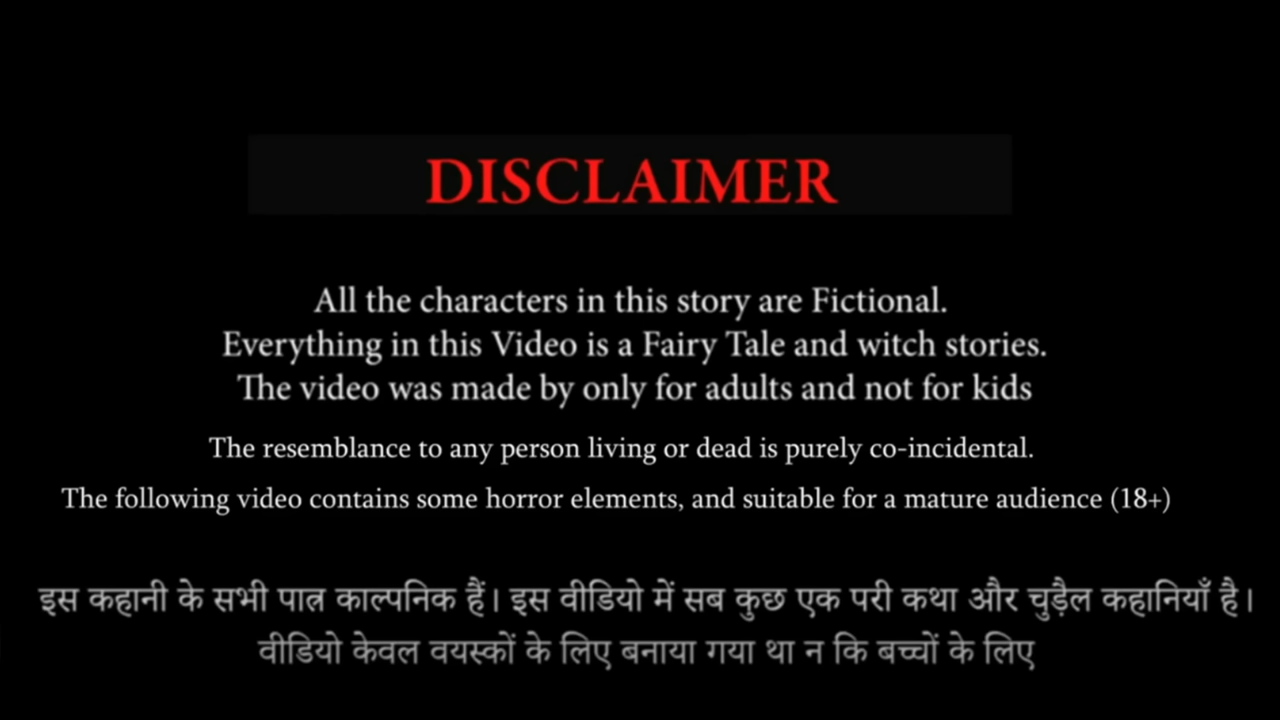 DISCLAIMER
All the characters in this story are Fictional.
Everything in this Video is a Fairy Tale and witch stories.
The video was made by only for adults and not for kids
The resemblance to any person living or dead is purely co-incidental.
The following video contains some horror elements, and suitable for a mature audience (18+)
इस कहानी के सभी पात्र काल्पनिक हैं। इस वीडियो में सब कुछ एक परी कथा और चुड़ैल कहानियाँ है।
वीडियो केवल वयस्कों के लिए बनाया गया था न कि बच्चों के लिए